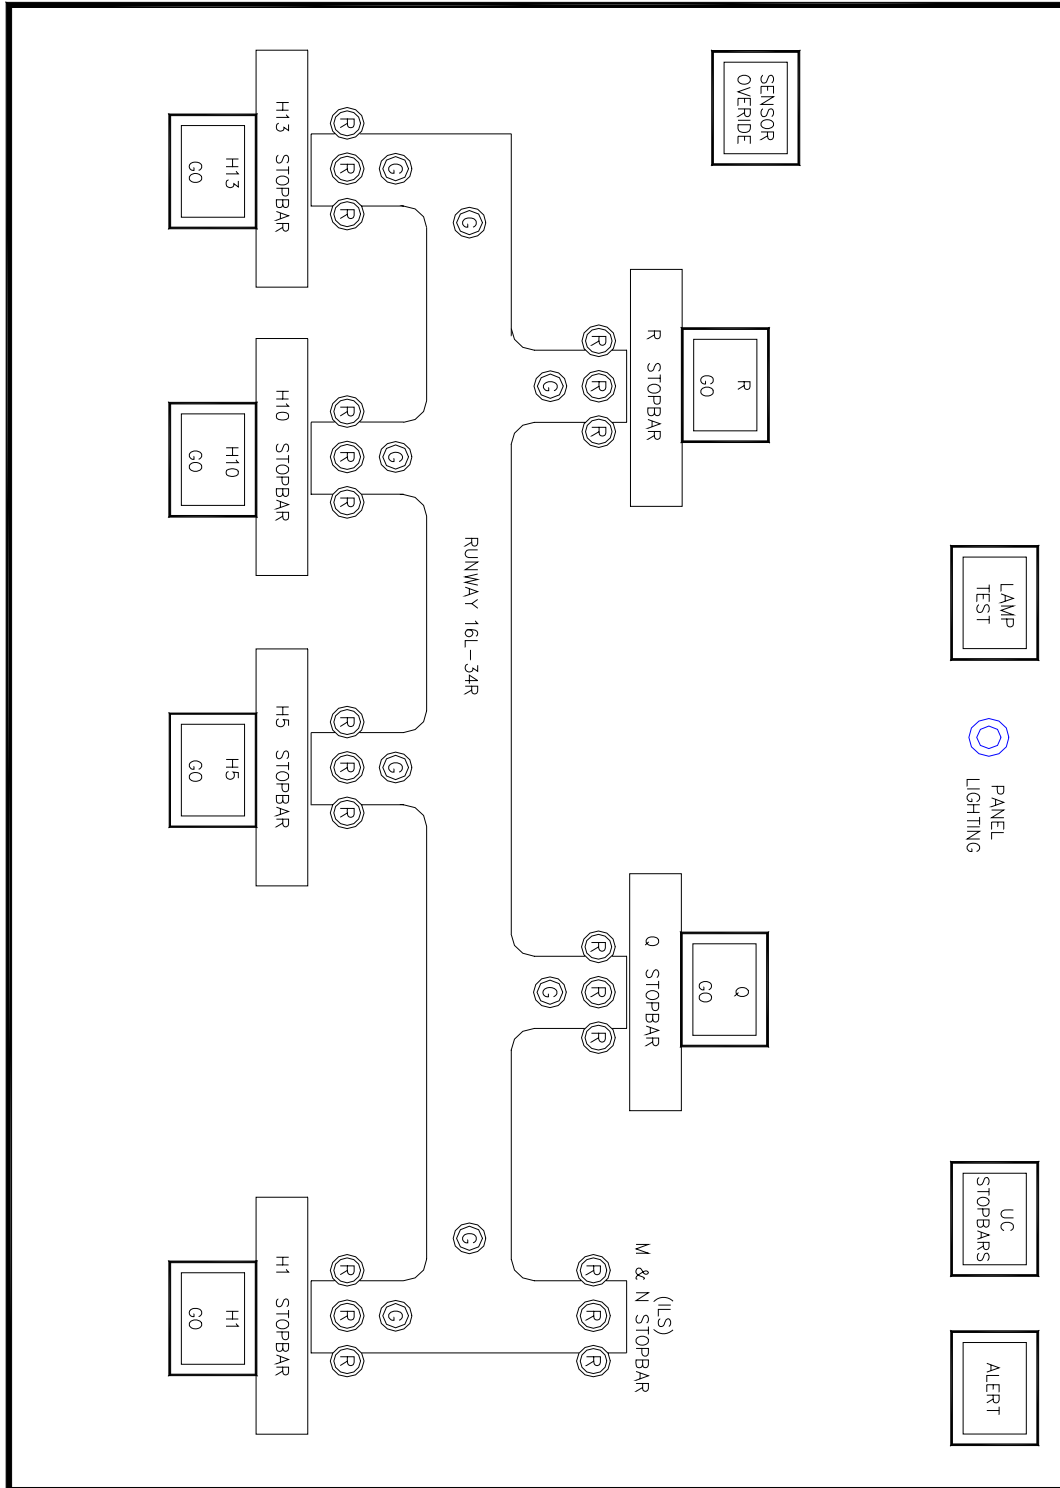 LAMP
TEST
PANEL
LIGHTING
UC
STOPBARS
ALERT
SENSOR
OVERIDE
R
GO
Q
GO
R STOPBAR
Q STOPBAR
(ILS)
M & N STOPBAR
R R R
R R R
R R R
G
G
G
RUNWAY 16L-34R
G
G
G
G
G
R R R
R R R
R R R
R R R
H13 STOPBAR
H10 STOPBAR
H5 STOPBAR
H1 STOPBAR
H13
GO
H10
GO
H5
GO
H1
GO